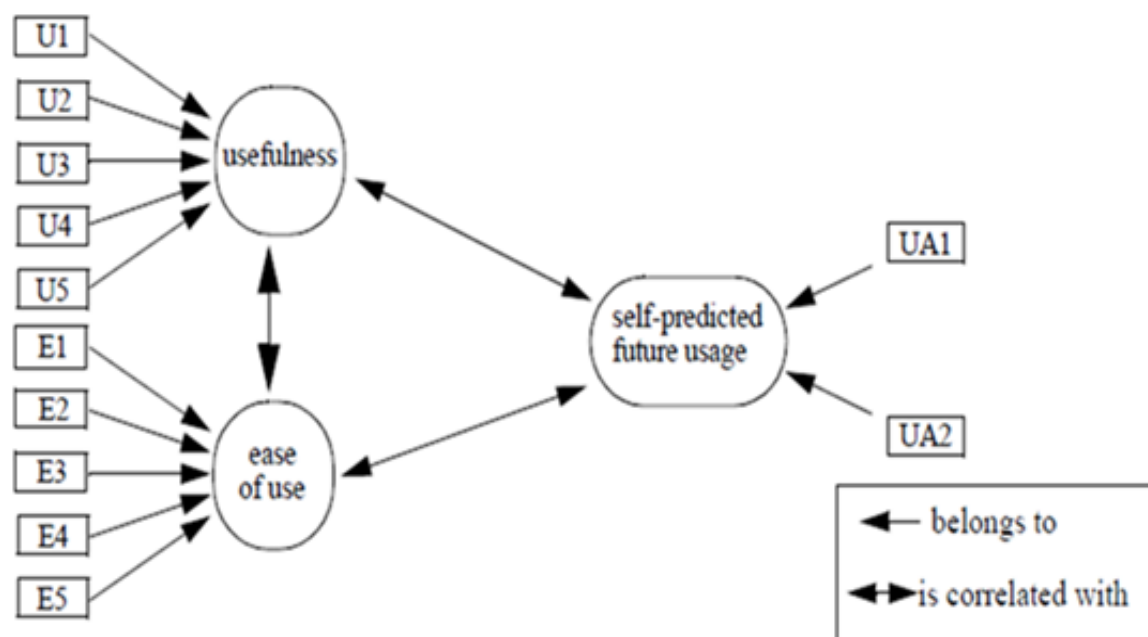 U1
U2
U3
U4
U5
E1
E2
E3
E4
E5
usefulness
ease
of use
self-predicted
future usage
UA1
UA2
belongs to
is correlated with